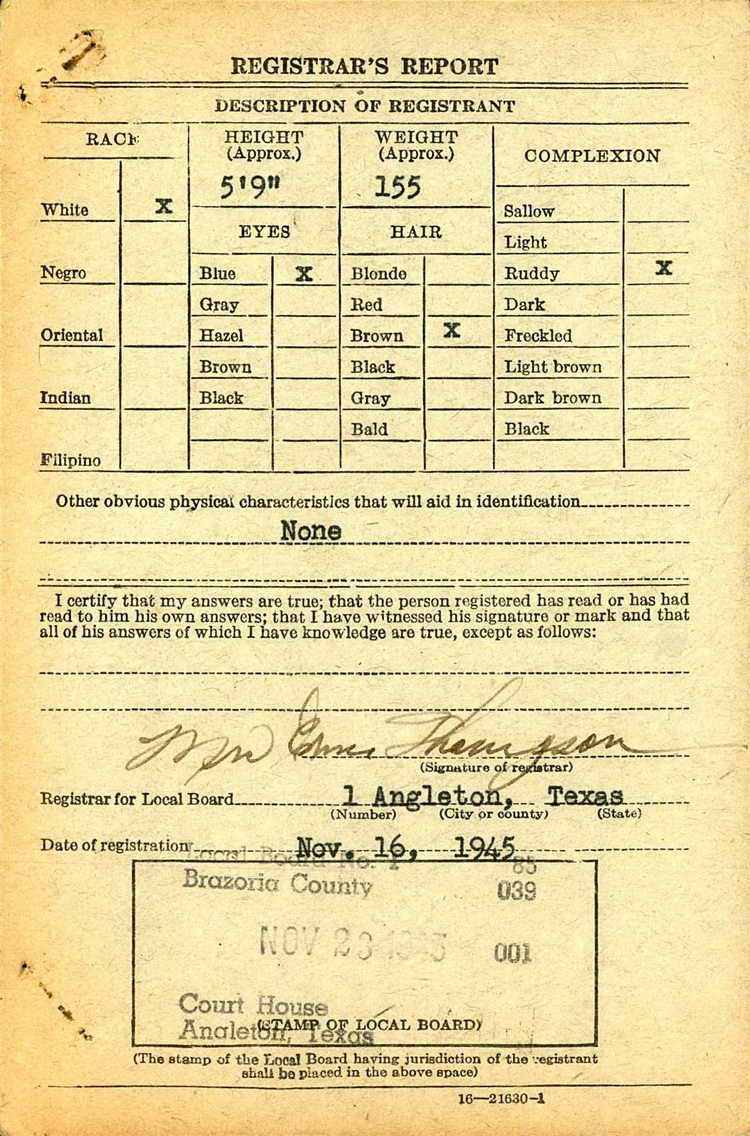 REGISTRAR'S REPORT
DESCRIPTION OF REGISTRANT
RACE
HEIGHT
(Approx.)
WEIGHT
(Approx.)
COMPLEXION
5'9"
155
White X
EYES
HAIR
Sallow
Light
Negro
Blue X
Blonde
Ruddy X
Gray
Red
Dark
Oriental
Hazel
Brown X
Freckled
Brown
Black
Light brown
Indian
Black
Gray
Dark brown
Bald
Black
Filipino
Other obvious physical characteristics that will aid in identification
None
I certify that my answers are true; that the person registered has read or has had
read to him his own answers; that I have witnessed his signature or mark and that
all of his answers of which I have knowledge are true, except as follows:
Thompson
(Signature of registrar)
Registrar for Local Board 1 Angleton, Texas
(Number) (City or county) (State)
Date of registration Nov. 16, 1945
Local Board No. 1 85
Brazoria County 039
NOV 001
Court House
Angleton, Texas
(STAMP OF LOCAL BOARD)
(The stamp of the Local Board having jurisdiction of the registrant
shall be placed in the above space)
16—21630-1